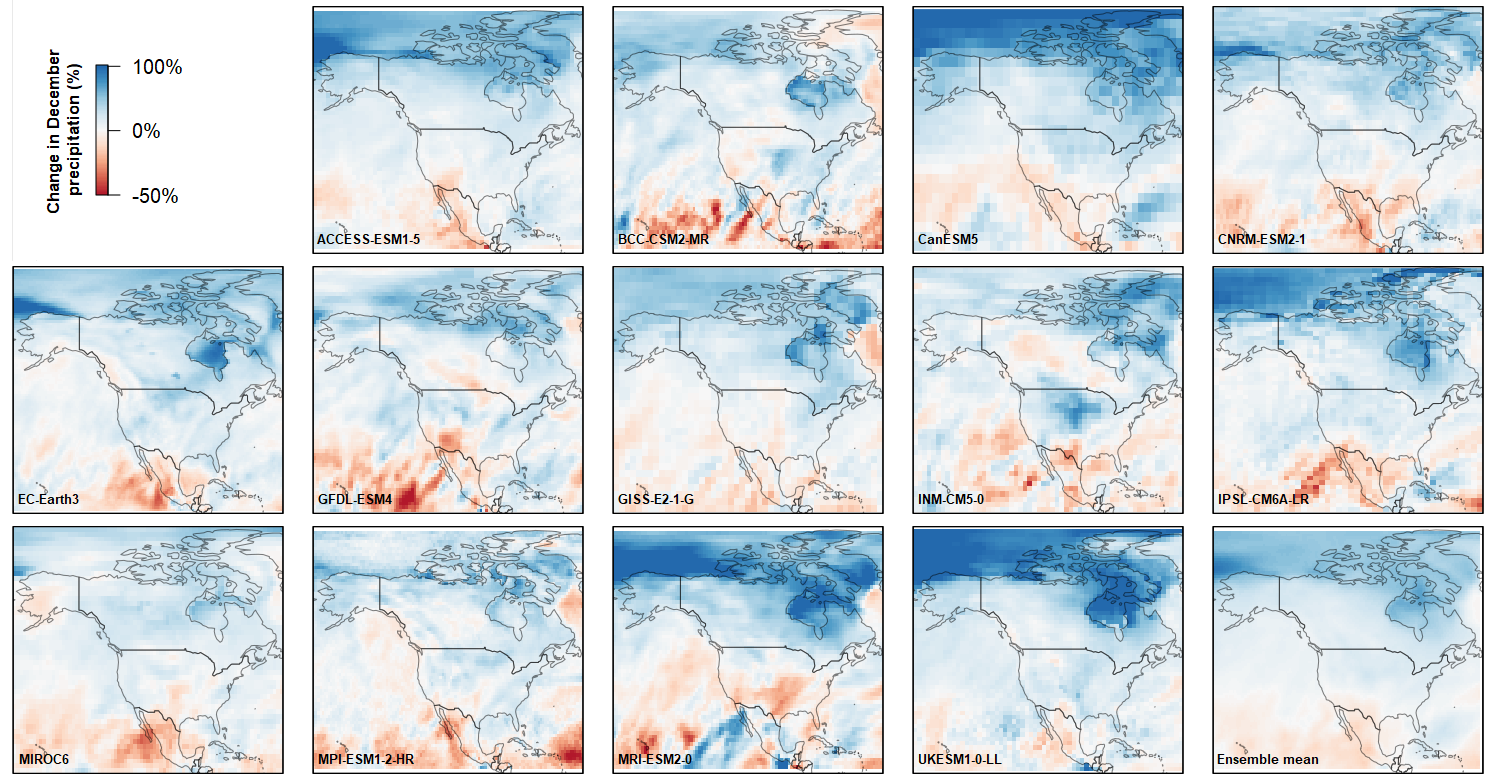 Change in December
precipitation (%)
100%
0%
-50%
ACCESS-ESM1-5
BCC-CSM2-MR
CanESM5
CNRM-ESM2-1
EC-Earth3
GFDL-ESM4
GISS-E2-1-G
INM-CM5-0
IPSL-CM6A-LR
MIROC6
MPI-ESM1-2-HR
MRI-ESM2-0
UKESM1-0-LL
Ensemble mean